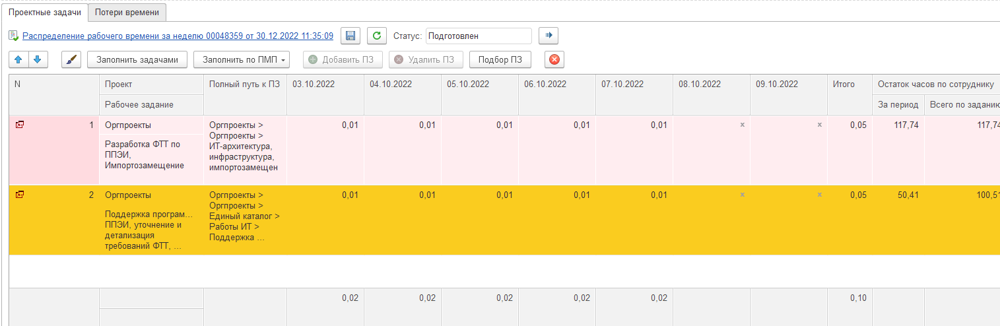 Проектные задачи Потери времени
Распределение рабочего времени за неделю 00048359 от 30.12.2022 11:35:09 Статус: Подготовлен
Заполнить задачами Заполнить по ПМП Добавить ПЗ Удалить ПЗ Подбор ПЗ
N Проект Полный путь к ПЗ 03.10.2022 04.10.2022 05.10.2022 06.10.2022 07.10.2022 08.10.2022 09.10.2022 Итого Остаток часов по сотруднику
Рабочее задание За период Всего по заданию
1 Оргпроекты Оргпроекты > 0,01 0,01 0,01 0,01 0,01 x x 0,05 117,74 117,74
Оргпроекты >
Разработка ФТТ по ИТ-архитектура,
ППЭИ, инфраструктура,
Импортозамещение импортозамещен
2 Оргпроекты Оргпроекты > 0,01 0,01 0,01 0,01 0,01 x x 0,05 50,41 100,51
Оргпроекты >
Поддержка програм... Единый каталог >
ППЭИ, уточнение и Работы ИТ >
детализация Поддержка ...
требований ФТТ, ...
0,02 0,02 0,02 0,02 0,02 0,10